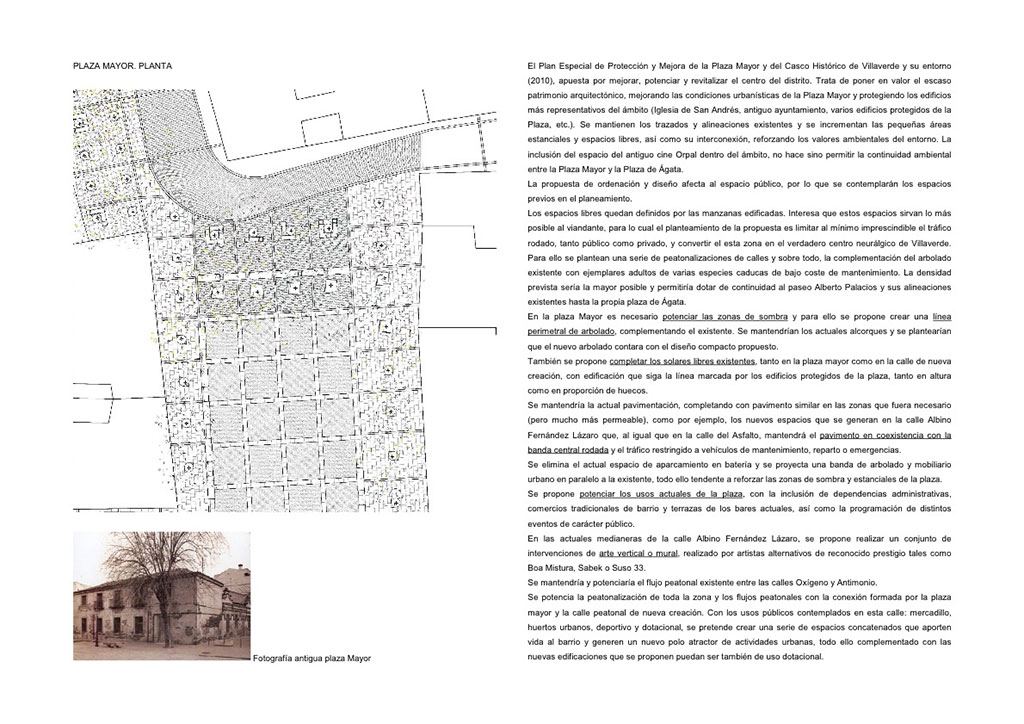 PLAZA MAYOR. PLANTA
Fotografía antigua plaza Mayor
El Plan Especial de Protección y Mejora de la Plaza Mayor y del Casco Histórico de Villaverde y su entorno
(2010), apuesta por mejorar, potenciar y revitalizar el centro del distrito. Trata de poner en valor el escaso
patrimonio arquitectónico, mejorando las condiciones urbanísticas de la Plaza Mayor y protegiendo los edificios
más representativos del ámbito (Iglesia de San Andrés, antiguo ayuntamiento, varios edificios protegidos de la
Plaza, etc.). Se mantienen los trazados y alineaciones existentes y se incrementan las pequeñas áreas
estanciales y espacios libres, así como su interconexión, reforzando los valores ambientales del entorno. La
inclusión del espacio del antiguo cine Orpal dentro del ámbito, no hace sino permitir la continuidad ambiental
entre la Plaza Mayor y la Plaza de Ágata.
La propuesta de ordenación y diseño afecta al espacio público, por lo que se contemplarán los espacios
previos en el planeamiento.
Los espacios libres quedan definidos por las manzanas edificadas. Interesa que estos espacios sirvan lo más
posible al viandante, para lo cual el planteamiento de la propuesta es limitar al mínimo imprescindible el tráfico
rodado, tanto público como privado, y convertir el esta zona en el verdadero centro neurálgico de Villaverde.
Para ello se plantean una serie de peatonalizaciones de calles y sobre todo, la complementación del arbolado
existente con ejemplares adultos de varias especies caducas de bajo coste de mantenimiento. La densidad
prevista sería la mayor posible y permitiría dotar de continuidad al paseo Alberto Palacios y sus alineaciones
existentes hasta la propia plaza de Ágata.
En la plaza Mayor es necesario potenciar las zonas de sombra y para ello se propone crear una línea
perimetral de arbolado, complementando el existente. Se mantendrían los actuales alcorques y se plantearían
que el nuevo arbolado contara con el diseño compacto propuesto.
También se propone completar los solares libres existentes, tanto en la plaza mayor como en la calle de nueva
creación, con edificación que siga la línea marcada por los edificios protegidos de la plaza, tanto en altura
como en proporción de huecos.
Se mantendría la actual pavimentación, completando con pavimento similar en las zonas que fuera necesario
(pero mucho más permeable), como por ejemplo, los nuevos espacios que se generan en la calle Albino
Fernández Lázaro que, al igual que en la calle del Asfalto, mantendrá el pavimento en coexistencia con la
banda central rodada y el tráfico restringido a vehículos de mantenimiento, reparto o emergencias.
Se elimina el actual espacio de aparcamiento en batería y se proyecta una banda de arbolado y mobiliario
urbano en paralelo a la existente, todo ello tendente a reforzar las zonas de sombra y estanciales de la plaza.
Se propone potenciar los usos actuales de la plaza, con la inclusión de dependencias administrativas,
comercios tradicionales de barrio y terrazas de los bares actuales, así como la programación de distintos
eventos de carácter público.
En las actuales medianeras de la calle Albino Fernández Lázaro, se propone realizar un conjunto de
intervenciones de arte vertical o mural, realizado por artistas alternativos de reconocido prestigio tales como
Boa Mistura, Sabek o Suso 33.
Se mantendría y potenciaría el flujo peatonal existente entre las calles Oxígeno y Antimonio.
Se potencia la peatonalización de toda la zona y los flujos peatonales con la conexión formada por la plaza
mayor y la calle peatonal de nueva creación. Con los usos públicos contemplados en esta calle: mercadillo,
huertos urbanos, deportivo y dotacional, se pretende crear una serie de espacios concatenados que aporten
vida al barrio y generen un nuevo polo atractor de actividades urbanas, todo ello complementado con las
nuevas edificaciones que se proponen puedan ser también de uso dotacional.